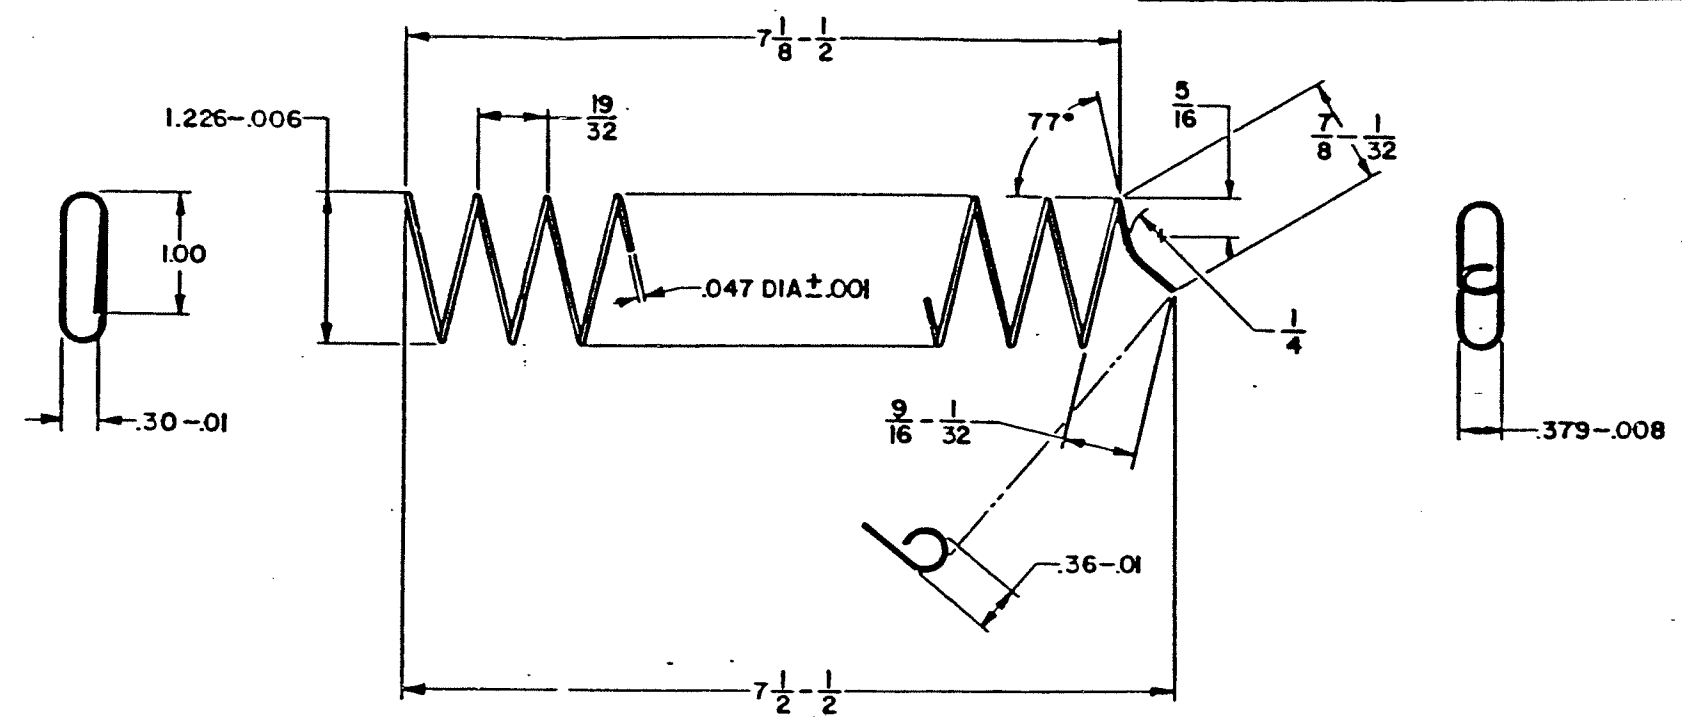 7 1/8 - 1/2
1.226-.006
19/32
77°
5/16
7/8 - 1/32
1.00
.047 DIA ± .001
1/4
.30-.01
9/16 - 1/32
.379-.008
.36-.01
7 1/2 - 1/2